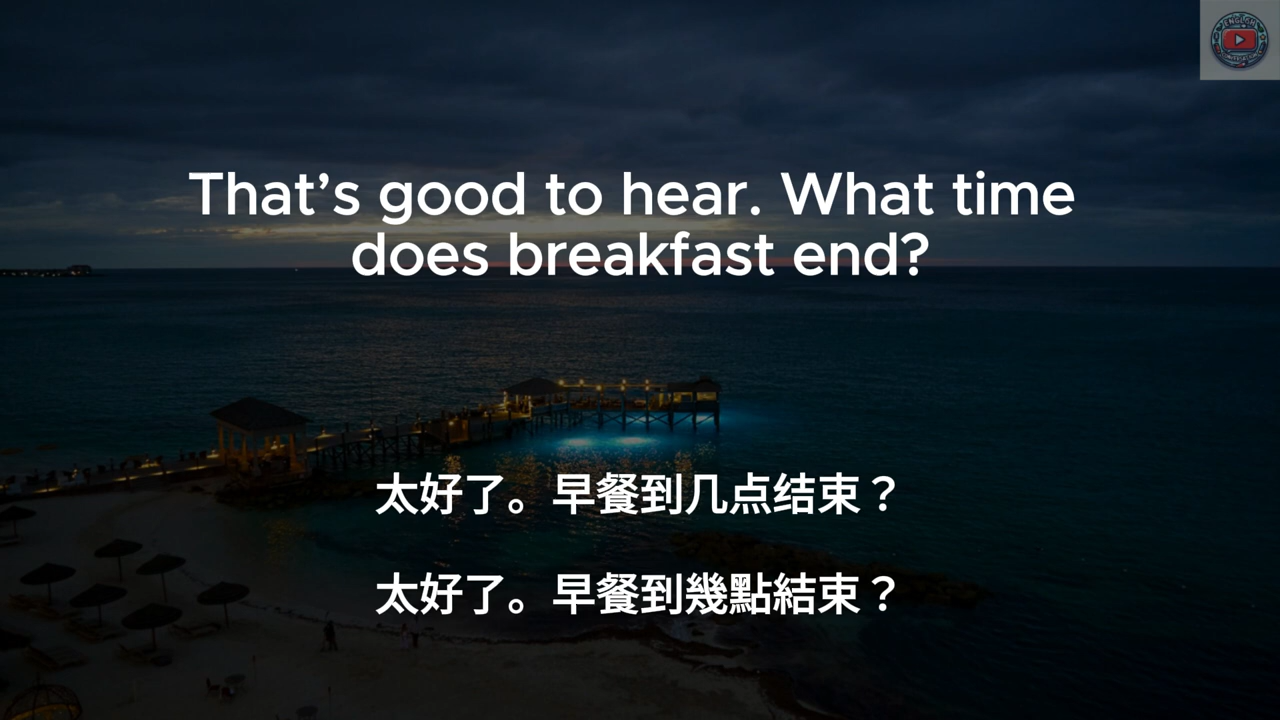 ENGLISH
That’s good to hear. What time
does breakfast end?
太好了。早餐到几点结束？
太好了。早餐到幾點結束？